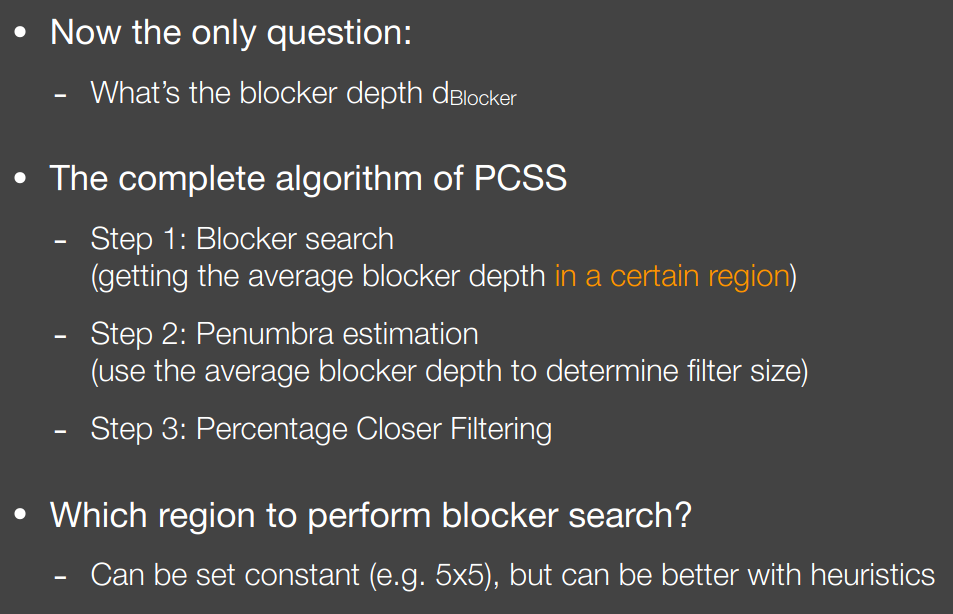 • Now the only question:
- What's the blocker depth dBlocker
• The complete algorithm of PCSS
- Step 1: Blocker search
(getting the average blocker depth in a certain region)
- Step 2: Penumbra estimation
(use the average blocker depth to determine filter size)
- Step 3: Percentage Closer Filtering
• Which region to perform blocker search?
- Can be set constant (e.g. 5x5), but can be better with heuristics